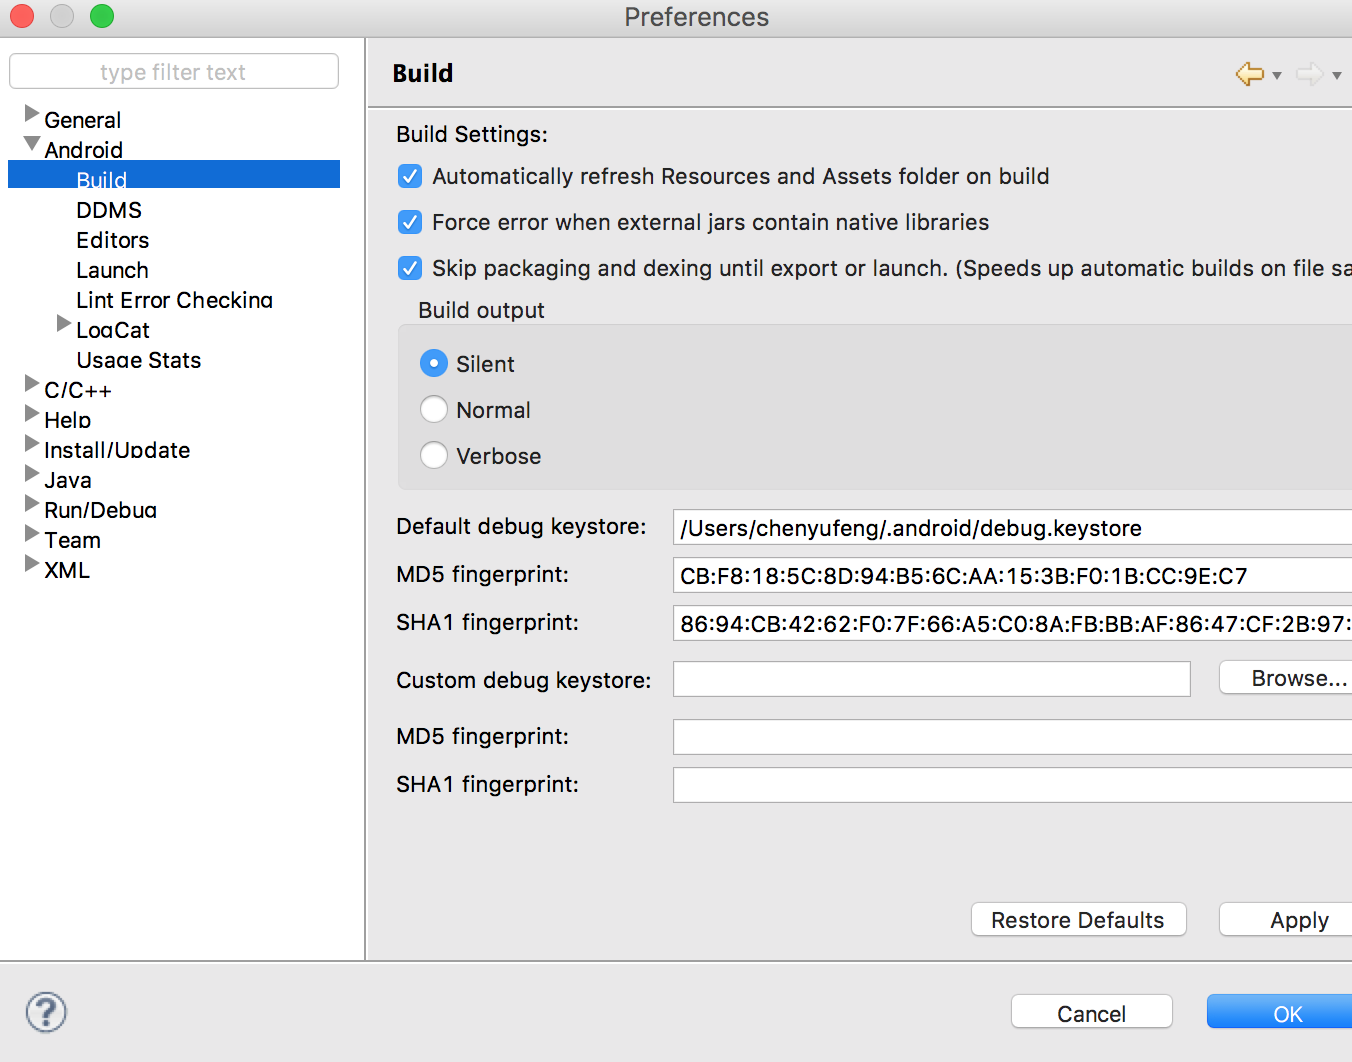 Preferences
type filter text
General
Android
Build
DDMS
Editors
Launch
Lint Error Checking
LogCat
Usage Stats
C/C++
Help
Install/Update
Java
Run/Debug
Team
XML
Build
Build Settings:
Automatically refresh Resources and Assets folder on build
Force error when external jars contain native libraries
Skip packaging and dexing until export or launch. (Speeds up automatic builds on file sa
Build output
Silent
Normal
Verbose
Default debug keystore: /Users/chenyufeng/.android/debug.keystore
MD5 fingerprint: CB:F8:18:5C:8D:94:B5:6C:AA:15:3B:F0:1B:CC:9E:C7
SHA1 fingerprint: 86:94:CB:42:62:F0:7F:66:A5:C0:8A:FB:BB:AF:86:47:CF:2B:97:
Custom debug keystore: Browse...
MD5 fingerprint:
SHA1 fingerprint:
Restore Defaults Apply
? Cancel OK